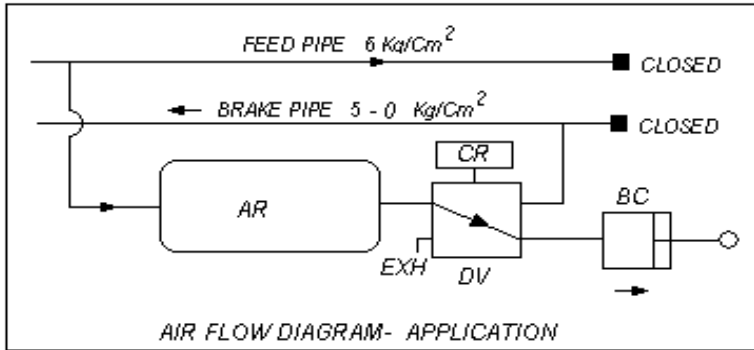 FEED PIPE 6 Kg/Cm²
CLOSED
BRAKE PIPE 5 - 0 Kg/Cm²
CLOSED
CR
AR
BC
EXH
DV
AIR FLOW DIAGRAM- APPLICATION